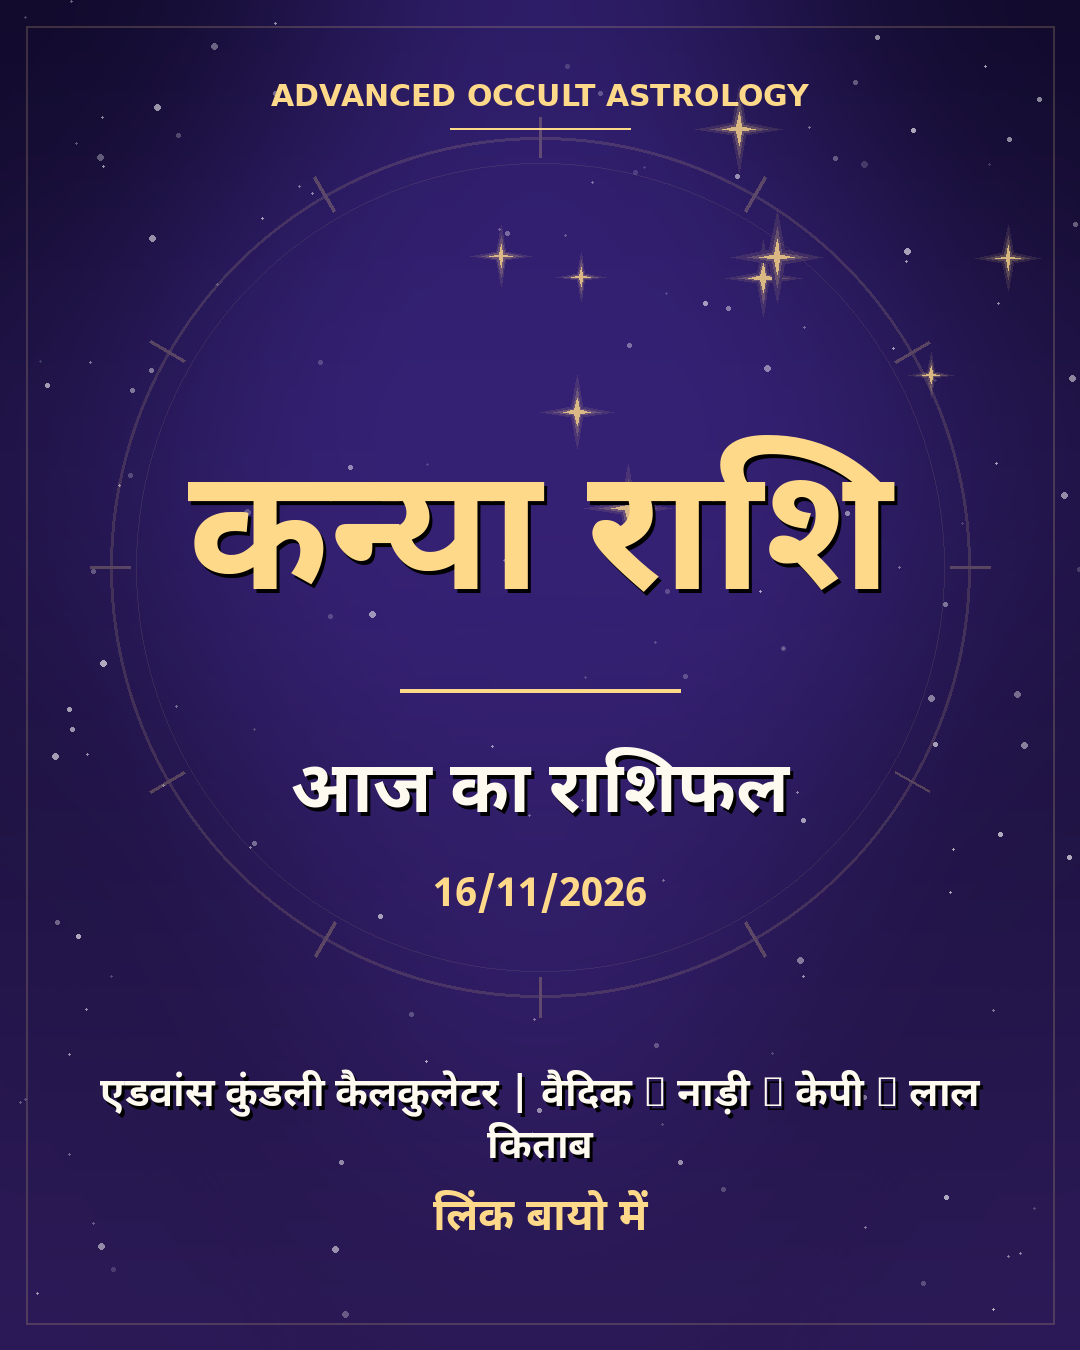 ADVANCED OCCULT ASTROLOGY
कन्या राशि
आज का राशिफल
16/11/2026
एडवांस कुंडली कैलकुलेटर | वैदिक ▯ नाड़ी ▯ केपी ▯ लाल
किताब
लिंक बायो में